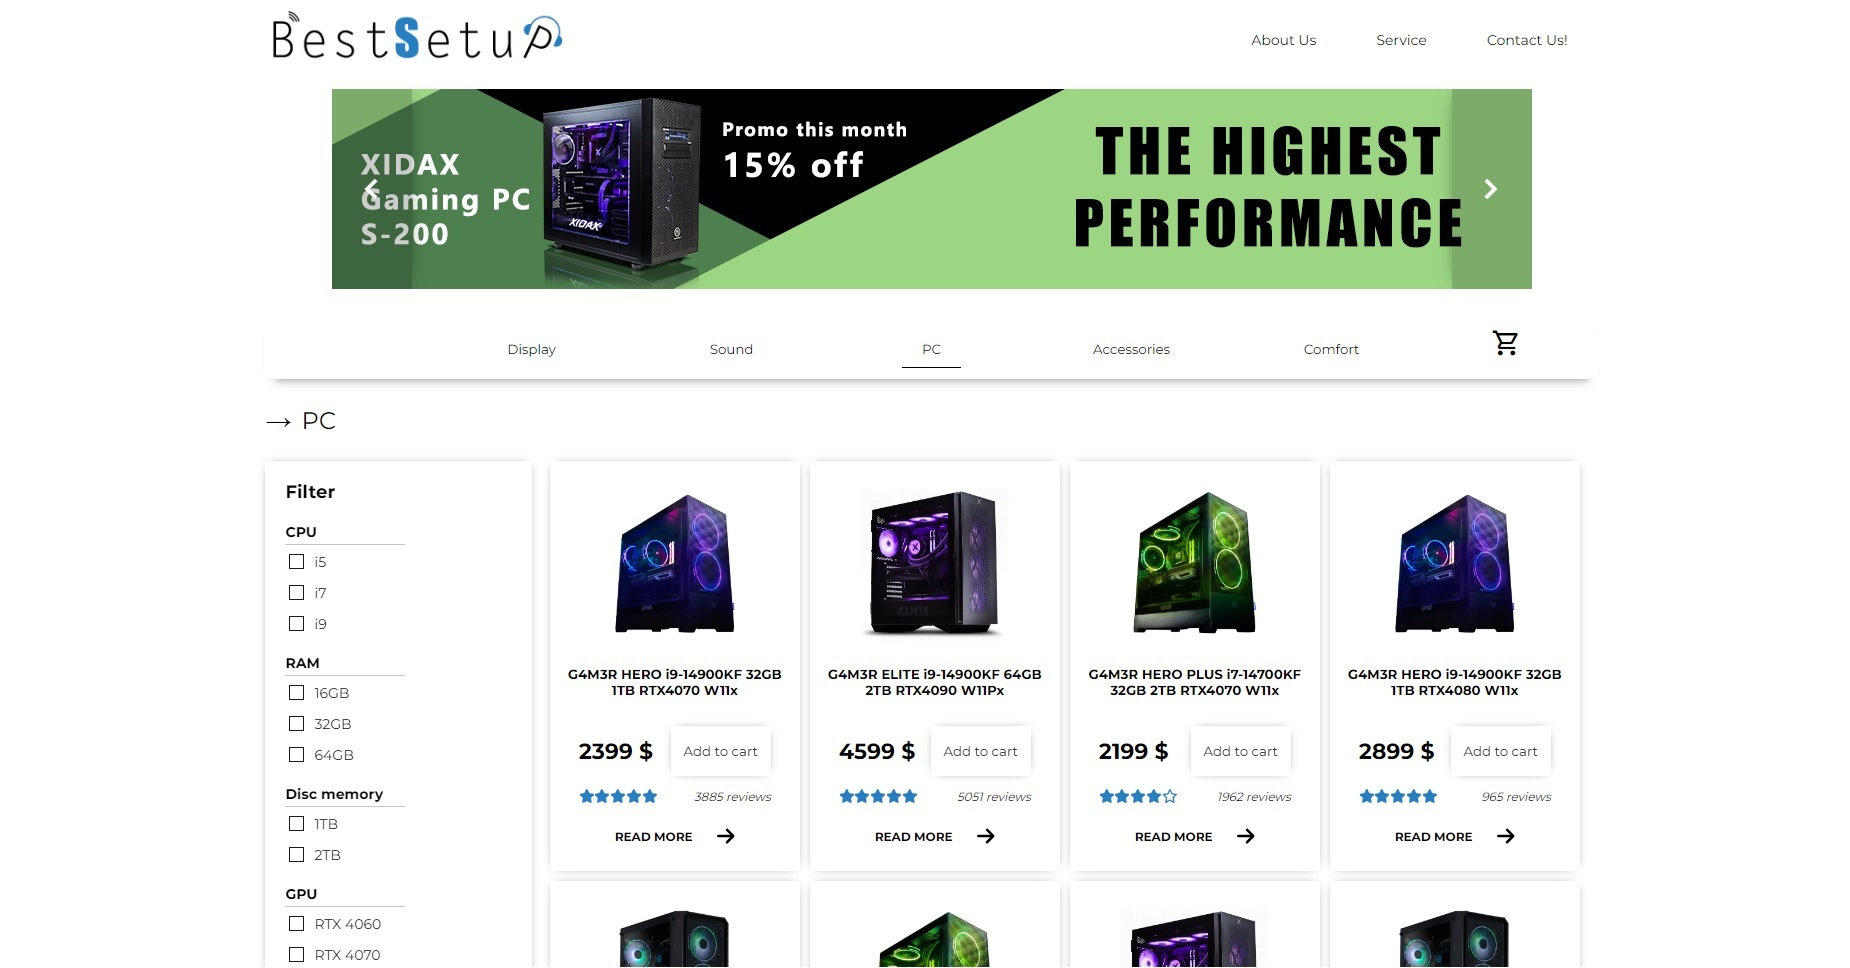 BestSetup
About Us
Service
Contact Us!
XIDAX
Gaming PC
S-200
XIDAX
Promo this month
15% off
THE HIGHEST
PERFORMANCE
Display
Sound
PC
Accessories
Comfort
→ PC
Filter
CPU
i5
i7
i9
RAM
16GB
32GB
64GB
Disc memory
1TB
2TB
GPU
RTX 4060
RTX 4070
G4M3R HERO i9-14900KF 32GB
1TB RTX4070 W11x
2399 $
Add to cart
3885 reviews
READ MORE
G4M3R
G4M3R ELITE i9-14900KF 64GB
2TB RTX4090 W11Px
4599 $
Add to cart
5051 reviews
READ MORE
G4M3R HERO PLUS i7-14700KF
32GB 2TB RTX4070 W11x
2199 $
Add to cart
1962 reviews
READ MORE
G4M3R HERO i9-14900KF 32GB
1TB RTX4080 W11x
2899 $
Add to cart
965 reviews
READ MORE